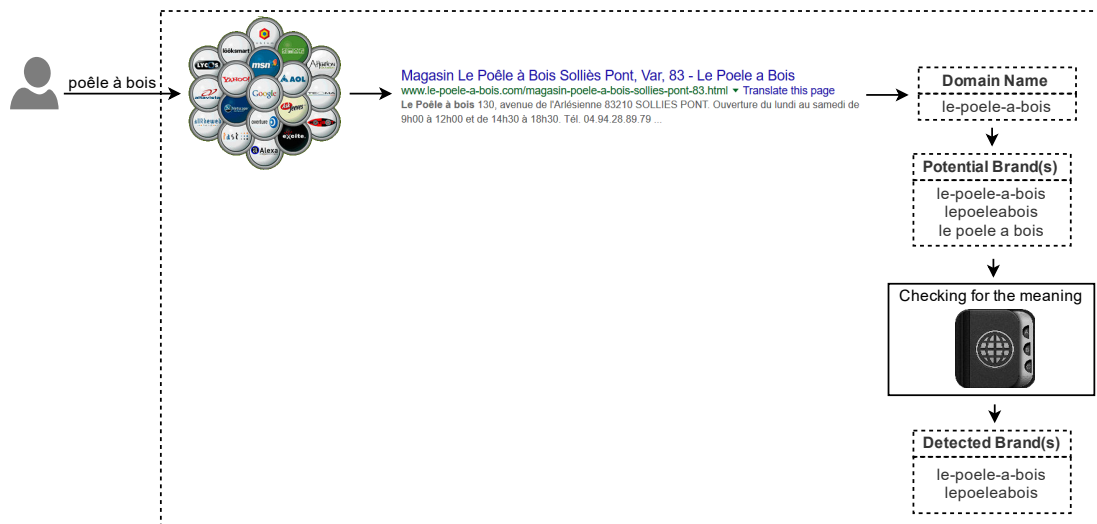 poêle à bois
looksmart
LYCOS
msn
YAHOO!
AOL
altavista
Google
overture
excite.
Alexa
Magasin Le Poêle à Bois Solliès Pont, Var, 83 - Le Poele a Bois
www.le-poele-a-bois.com/magasin-poele-a-bois-sollies-pont-83.html ▾ Translate this page
Le Poêle à bois 130, avenue de l'Arlésienne 83210 SOLLIES PONT. Ouverture du lundi au samedi de
9h00 à 12h00 et de 14h30 à 18h30. Tél. 04.94.28.89.79 ...
Domain Name
le-poele-a-bois
Potential Brand(s)
le-poele-a-bois
lepoeleabois
le poele a bois
Checking for the meaning
Detected Brand(s)
le-poele-a-bois
lepoeleabois